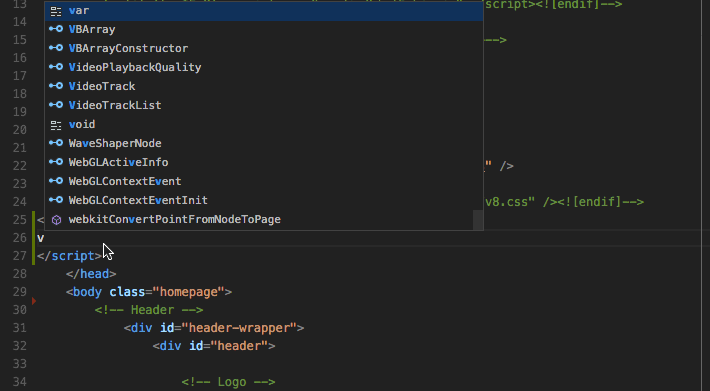 13 script><![endif]-->
var
14
VBArray
15 -->
VBArrayConstructor
16
VideoPlaybackQuality
17
VideoTrack
18
VideoTrackList
19
void
20
WaveShaperNode
21
WebGLActiveInfo
22 " />
WebGLContextEvent
23
WebGLContextEventInit
24 v8.css" /><![endif]-->
webkitConvertPointFromNodeToPage
25 <
26 v
27 </script>
28 </head>
29 <body class="homepage">
30 <!-- Header -->
31 <div id="header-wrapper">
32 <div id="header">
33
34 <!-- Logo -->